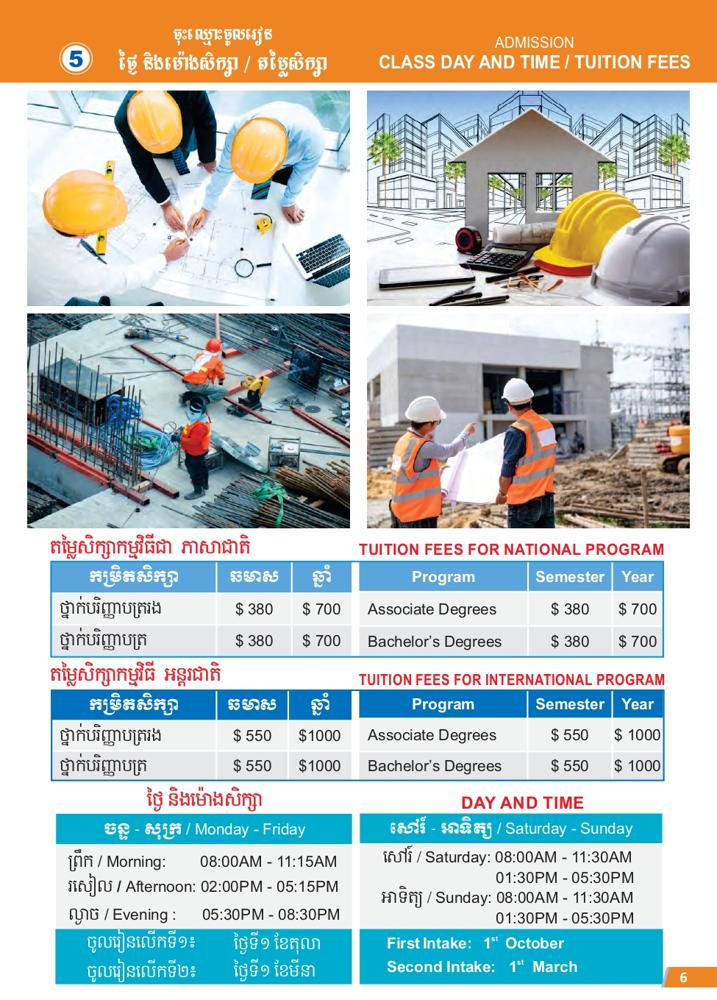 5
ចុះឈ្មោះចូលរៀន
ថ្ងៃ និងម៉ោងសិក្សា / តម្លៃសិក្សា
ADMISSION
CLASS DAY AND TIME / TUITION FEES
តម្លៃសិក្សាកម្មវិធីជា ភាសាជាតិ
កម្រិតសិក្សា ឆមាស ឆ្នាំ
ថ្នាក់បរិញ្ញាបត្ររង $ 380 $ 700
ថ្នាក់បរិញ្ញាបត្រ $ 380 $ 700
TUITION FEES FOR NATIONAL PROGRAM
Program Semester Year
Associate Degrees $ 380 $ 700
Bachelor's Degrees $ 380 $ 700
តម្លៃសិក្សាកម្មវិធី អន្តរជាតិ
កម្រិតសិក្សា ឆមាស ឆ្នាំ
ថ្នាក់បរិញ្ញាបត្ររង $ 550 $1000
ថ្នាក់បរិញ្ញាបត្រ $ 550 $1000
TUITION FEES FOR INTERNATIONAL PROGRAM
Program Semester Year
Associate Degrees $ 550 $ 1000
Bachelor's Degrees $ 550 $ 1000
ថ្ងៃ និងម៉ោងសិក្សា
ចន្ទ - សុក្រ / Monday - Friday
ព្រឹក / Morning: 08:00AM - 11:15AM
រសៀល / Afternoon: 02:00PM - 05:15PM
ល្ងាច / Evening : 05:30PM - 08:30PM
ចូលរៀនលើកទី១៖ ថ្ងៃទី១ ខែតុលា
ចូលរៀនលើកទី២៖ ថ្ងៃទី១ ខែមីនា
DAY AND TIME
សៅរ៍ - អាទិត្យ / Saturday - Sunday
សៅរ៍ / Saturday: 08:00AM - 11:30AM
01:30PM - 05:30PM
អាទិត្យ / Sunday: 08:00AM - 11:30AM
01:30PM - 05:30PM
First Intake: 1st October
Second Intake: 1st March
6